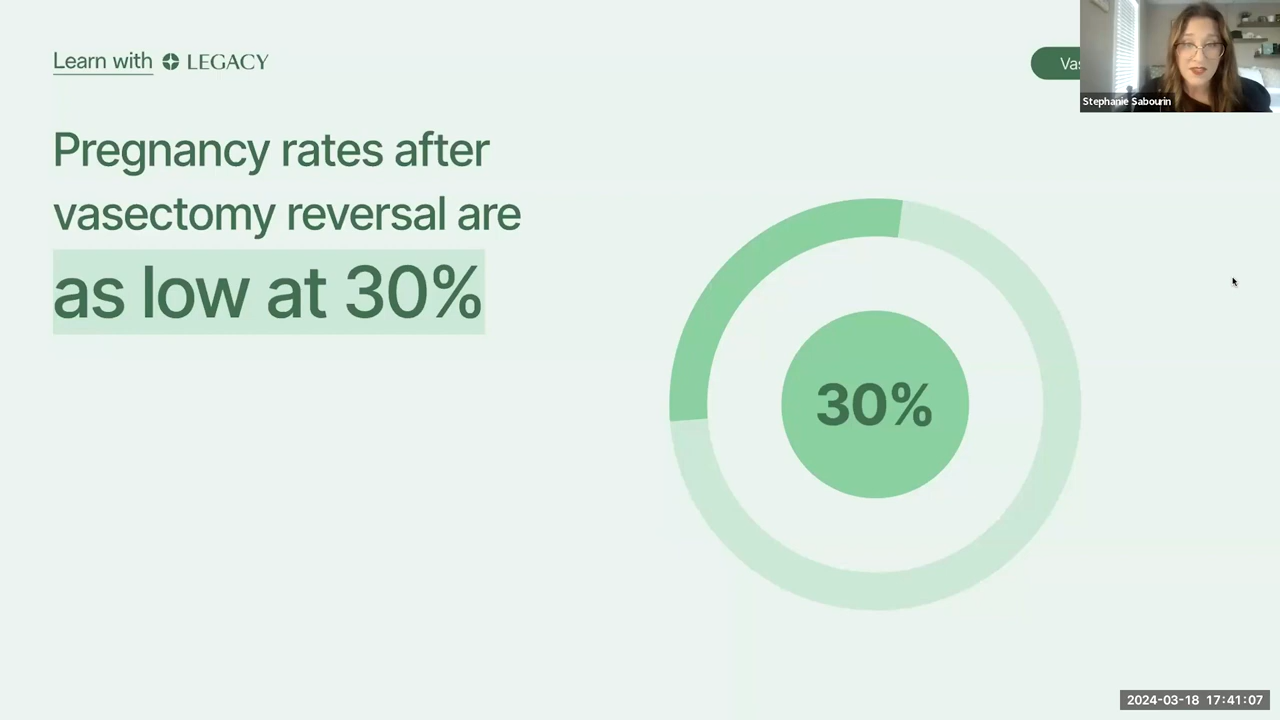 Learn with LEGACY
Vas
Stephanie Sabourin
Pregnancy rates after
vasectomy reversal are
as low at 30%
30%
2024-03-18 17:41:07